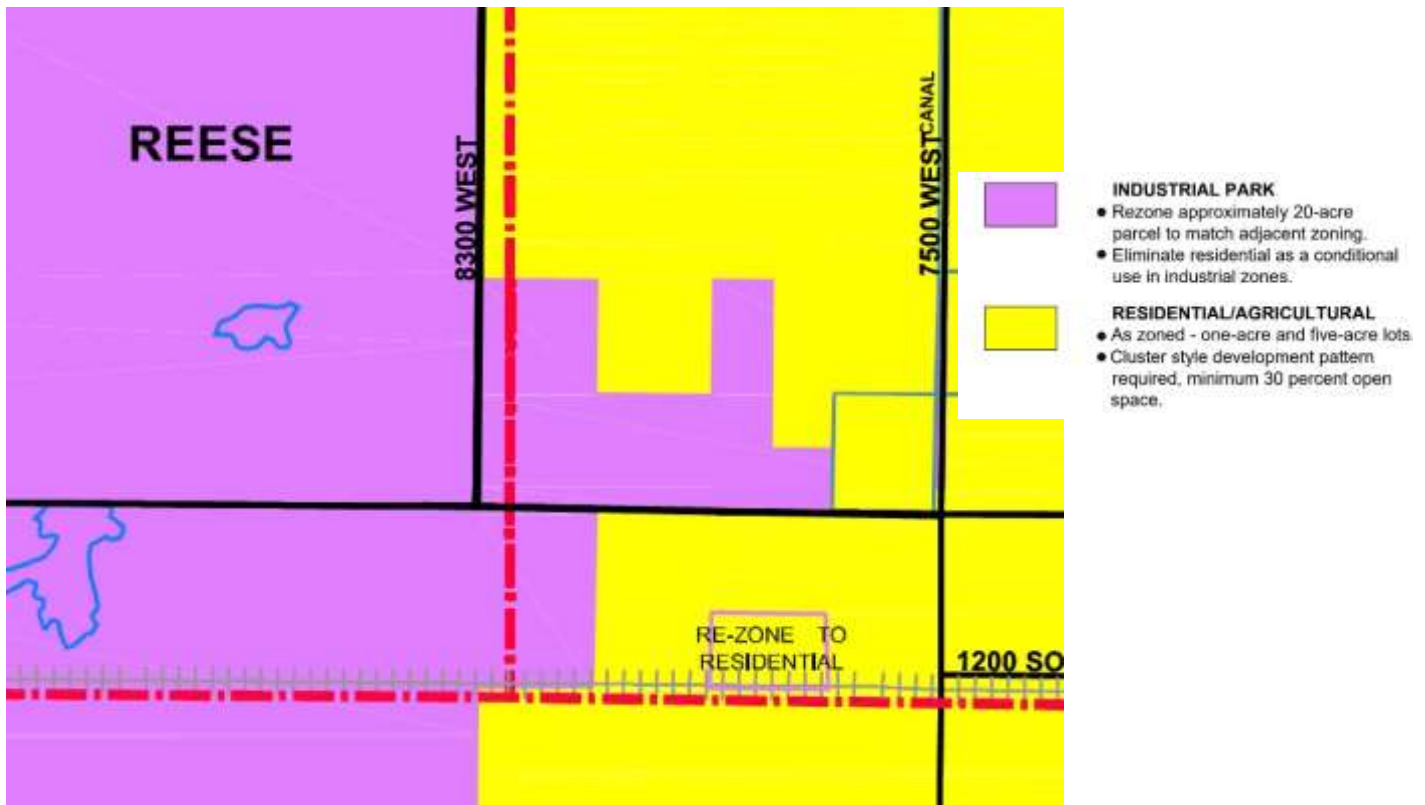 REESE
8300 WEST
7500 WEST
CANAL
RE-ZONE TO
RESIDENTIAL
1200 SO
INDUSTRIAL PARK
● Rezone approximately 20-acre
parcel to match adjacent zoning.
● Eliminate residential as a conditional
use in industrial zones.
RESIDENTIAL/AGRICULTURAL
● As zoned - one-acre and five-acre lots
● Cluster style development pattern
required, minimum 30 percent open
space.